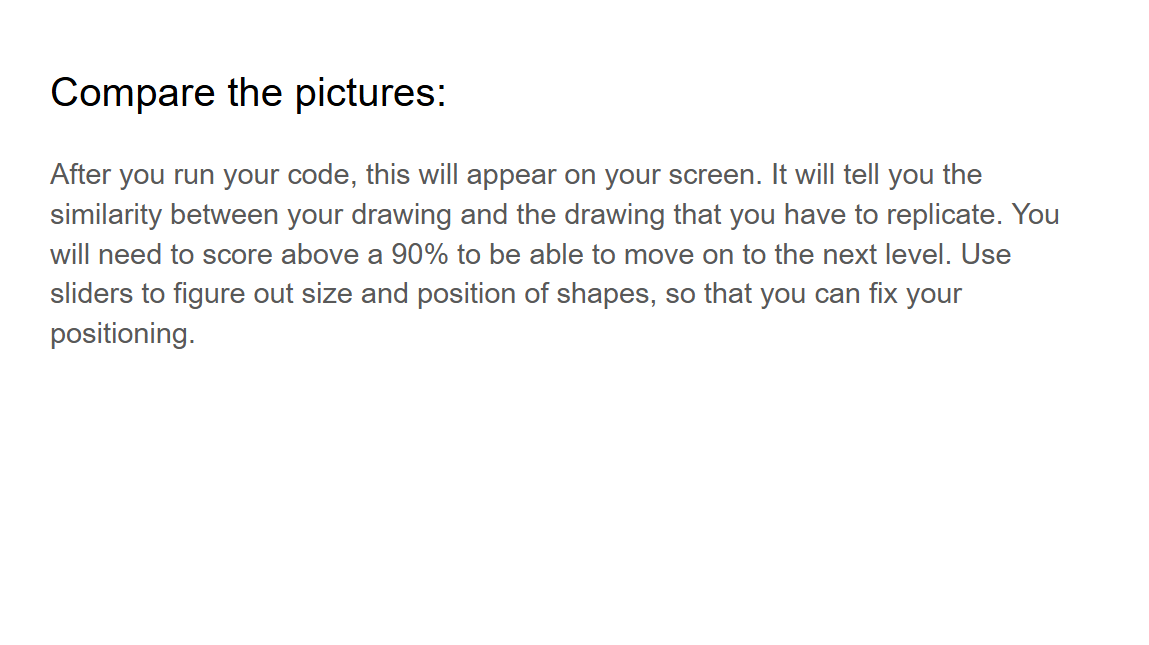 Compare the pictures:
After you run your code, this will appear on your screen. It will tell you the
similarity between your drawing and the drawing that you have to replicate. You
will need to score above a 90% to be able to move on to the next level. Use
sliders to figure out size and position of shapes, so that you can fix your
positioning.